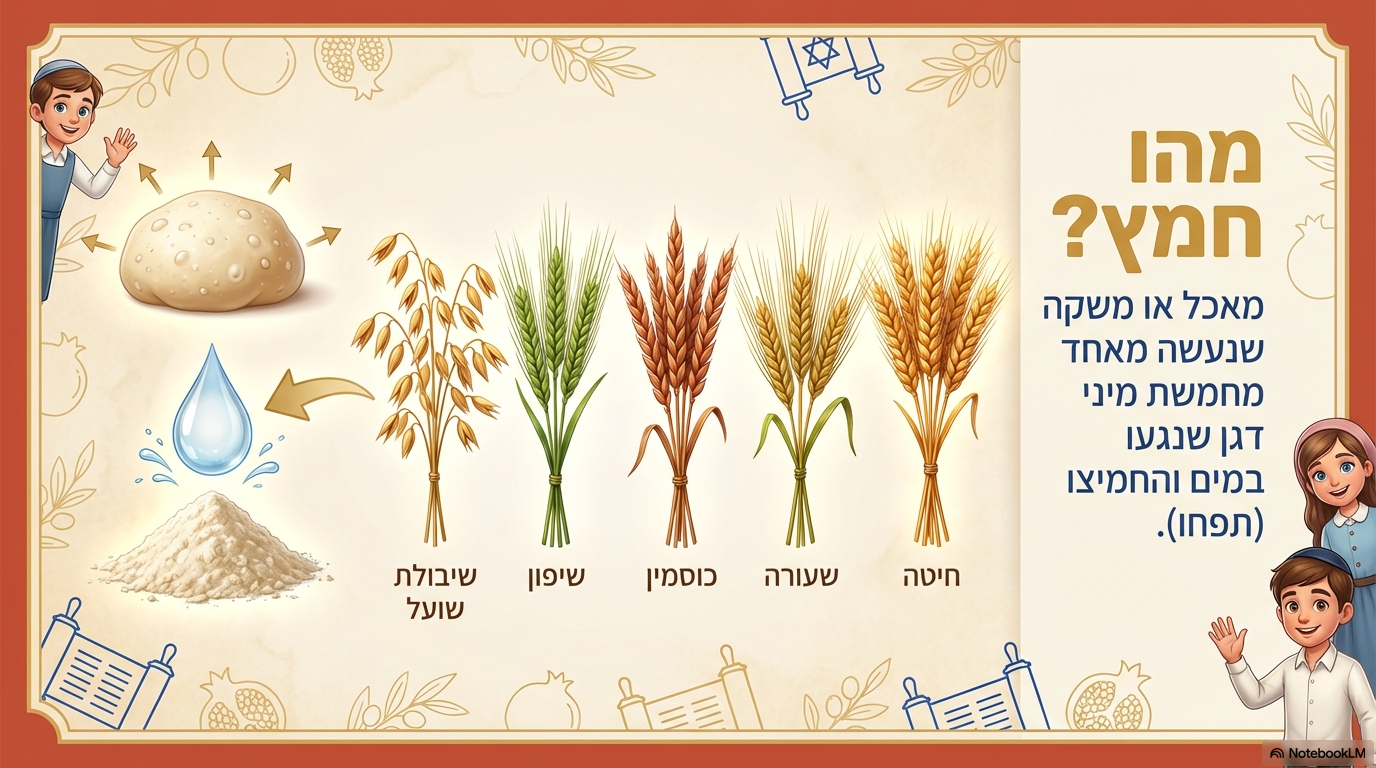 מהו
חמץ?
מאכל או משקה
שנעשה מאחד
מחמשת מיני
דגן שנגעו
במים והחמיצו
(תפחו).
חיטה
שעורה
כוסמין
שיפון
שיבולת
שועל
NotebookLM